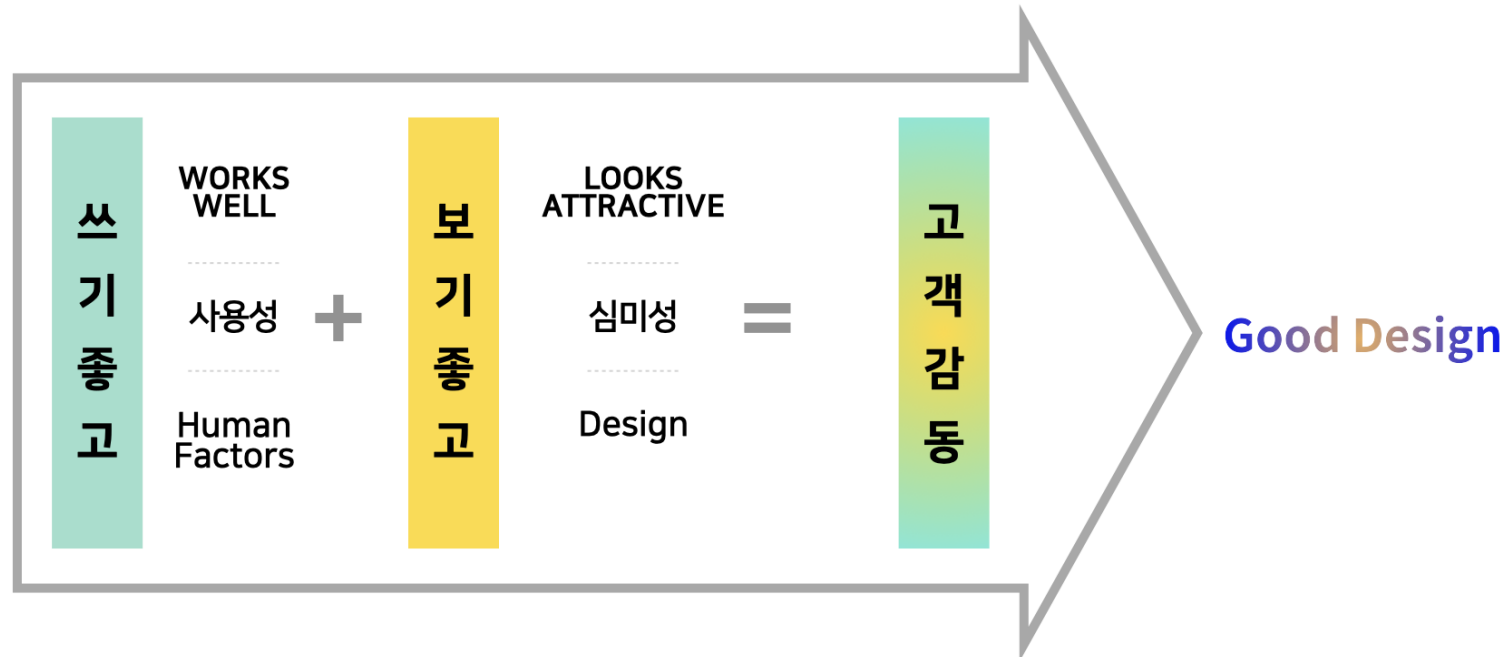 쓰기좋고
WORKS
WELL
사용성
Human
Factors
+
보기좋고
LOOKS
ATTRACTIVE
심미성
Design
=
고객감동
Good Design